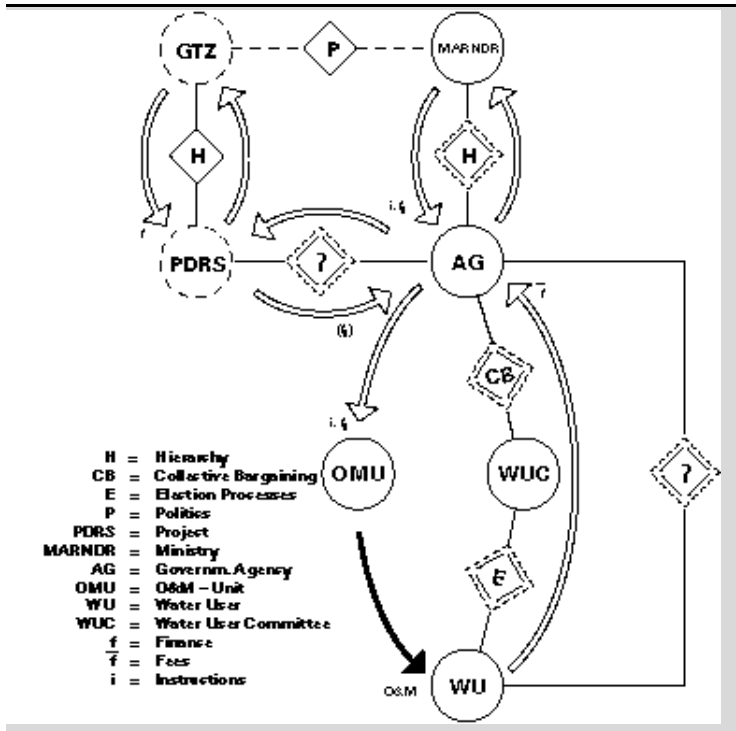 GTZ
P
MARNDR
H
H
i, f
f
PDRS
?
AG
f̅
(f)
CB
i, f
OMU
WUC
?
H = Hierarchy
CB = Collective Bargaining
E = Election Processes
P = Politics
PDRS = Project
MARNDR = Ministry
AG = Governm. Agency
OMU = O&M – Unit
WU = Water User
WUC = Water User Committee
f = Finance
f̅ = Fees
i = Instructions
E
O&M
WU